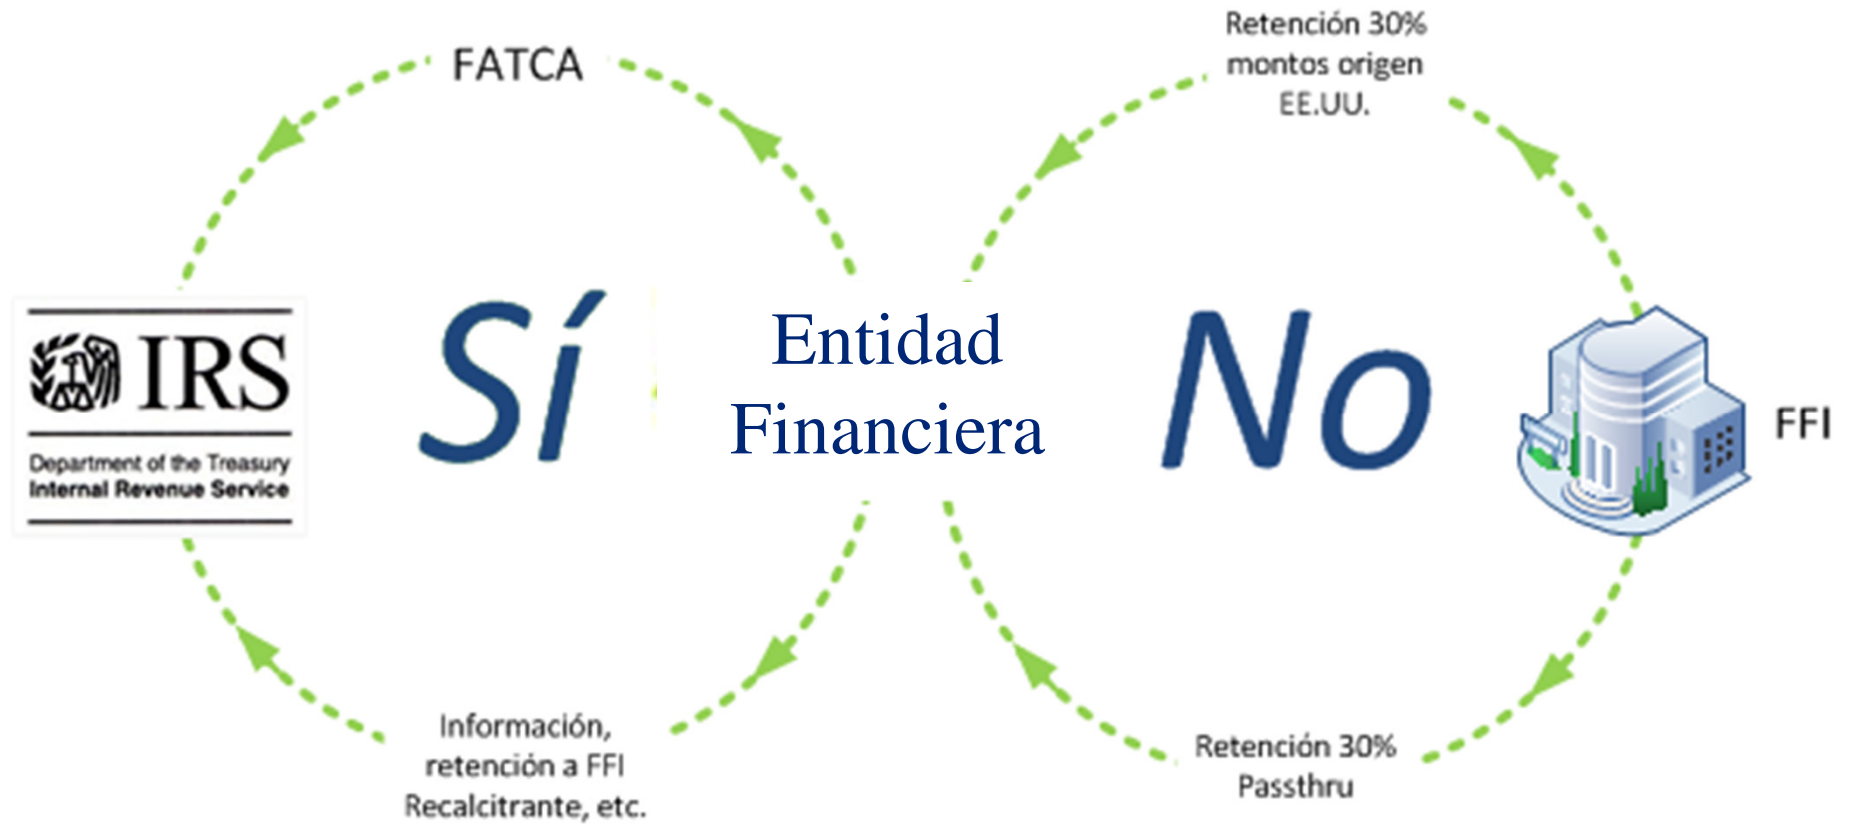 FATCA
Retención 30%
montos origen
EE.UU.
IRS
Department of the Treasury
Internal Revenue Service
Sí
Entidad
Financiera
No
FFI
Información,
retención a FFI
Recalcitrante, etc.
Retención 30%
Passthru